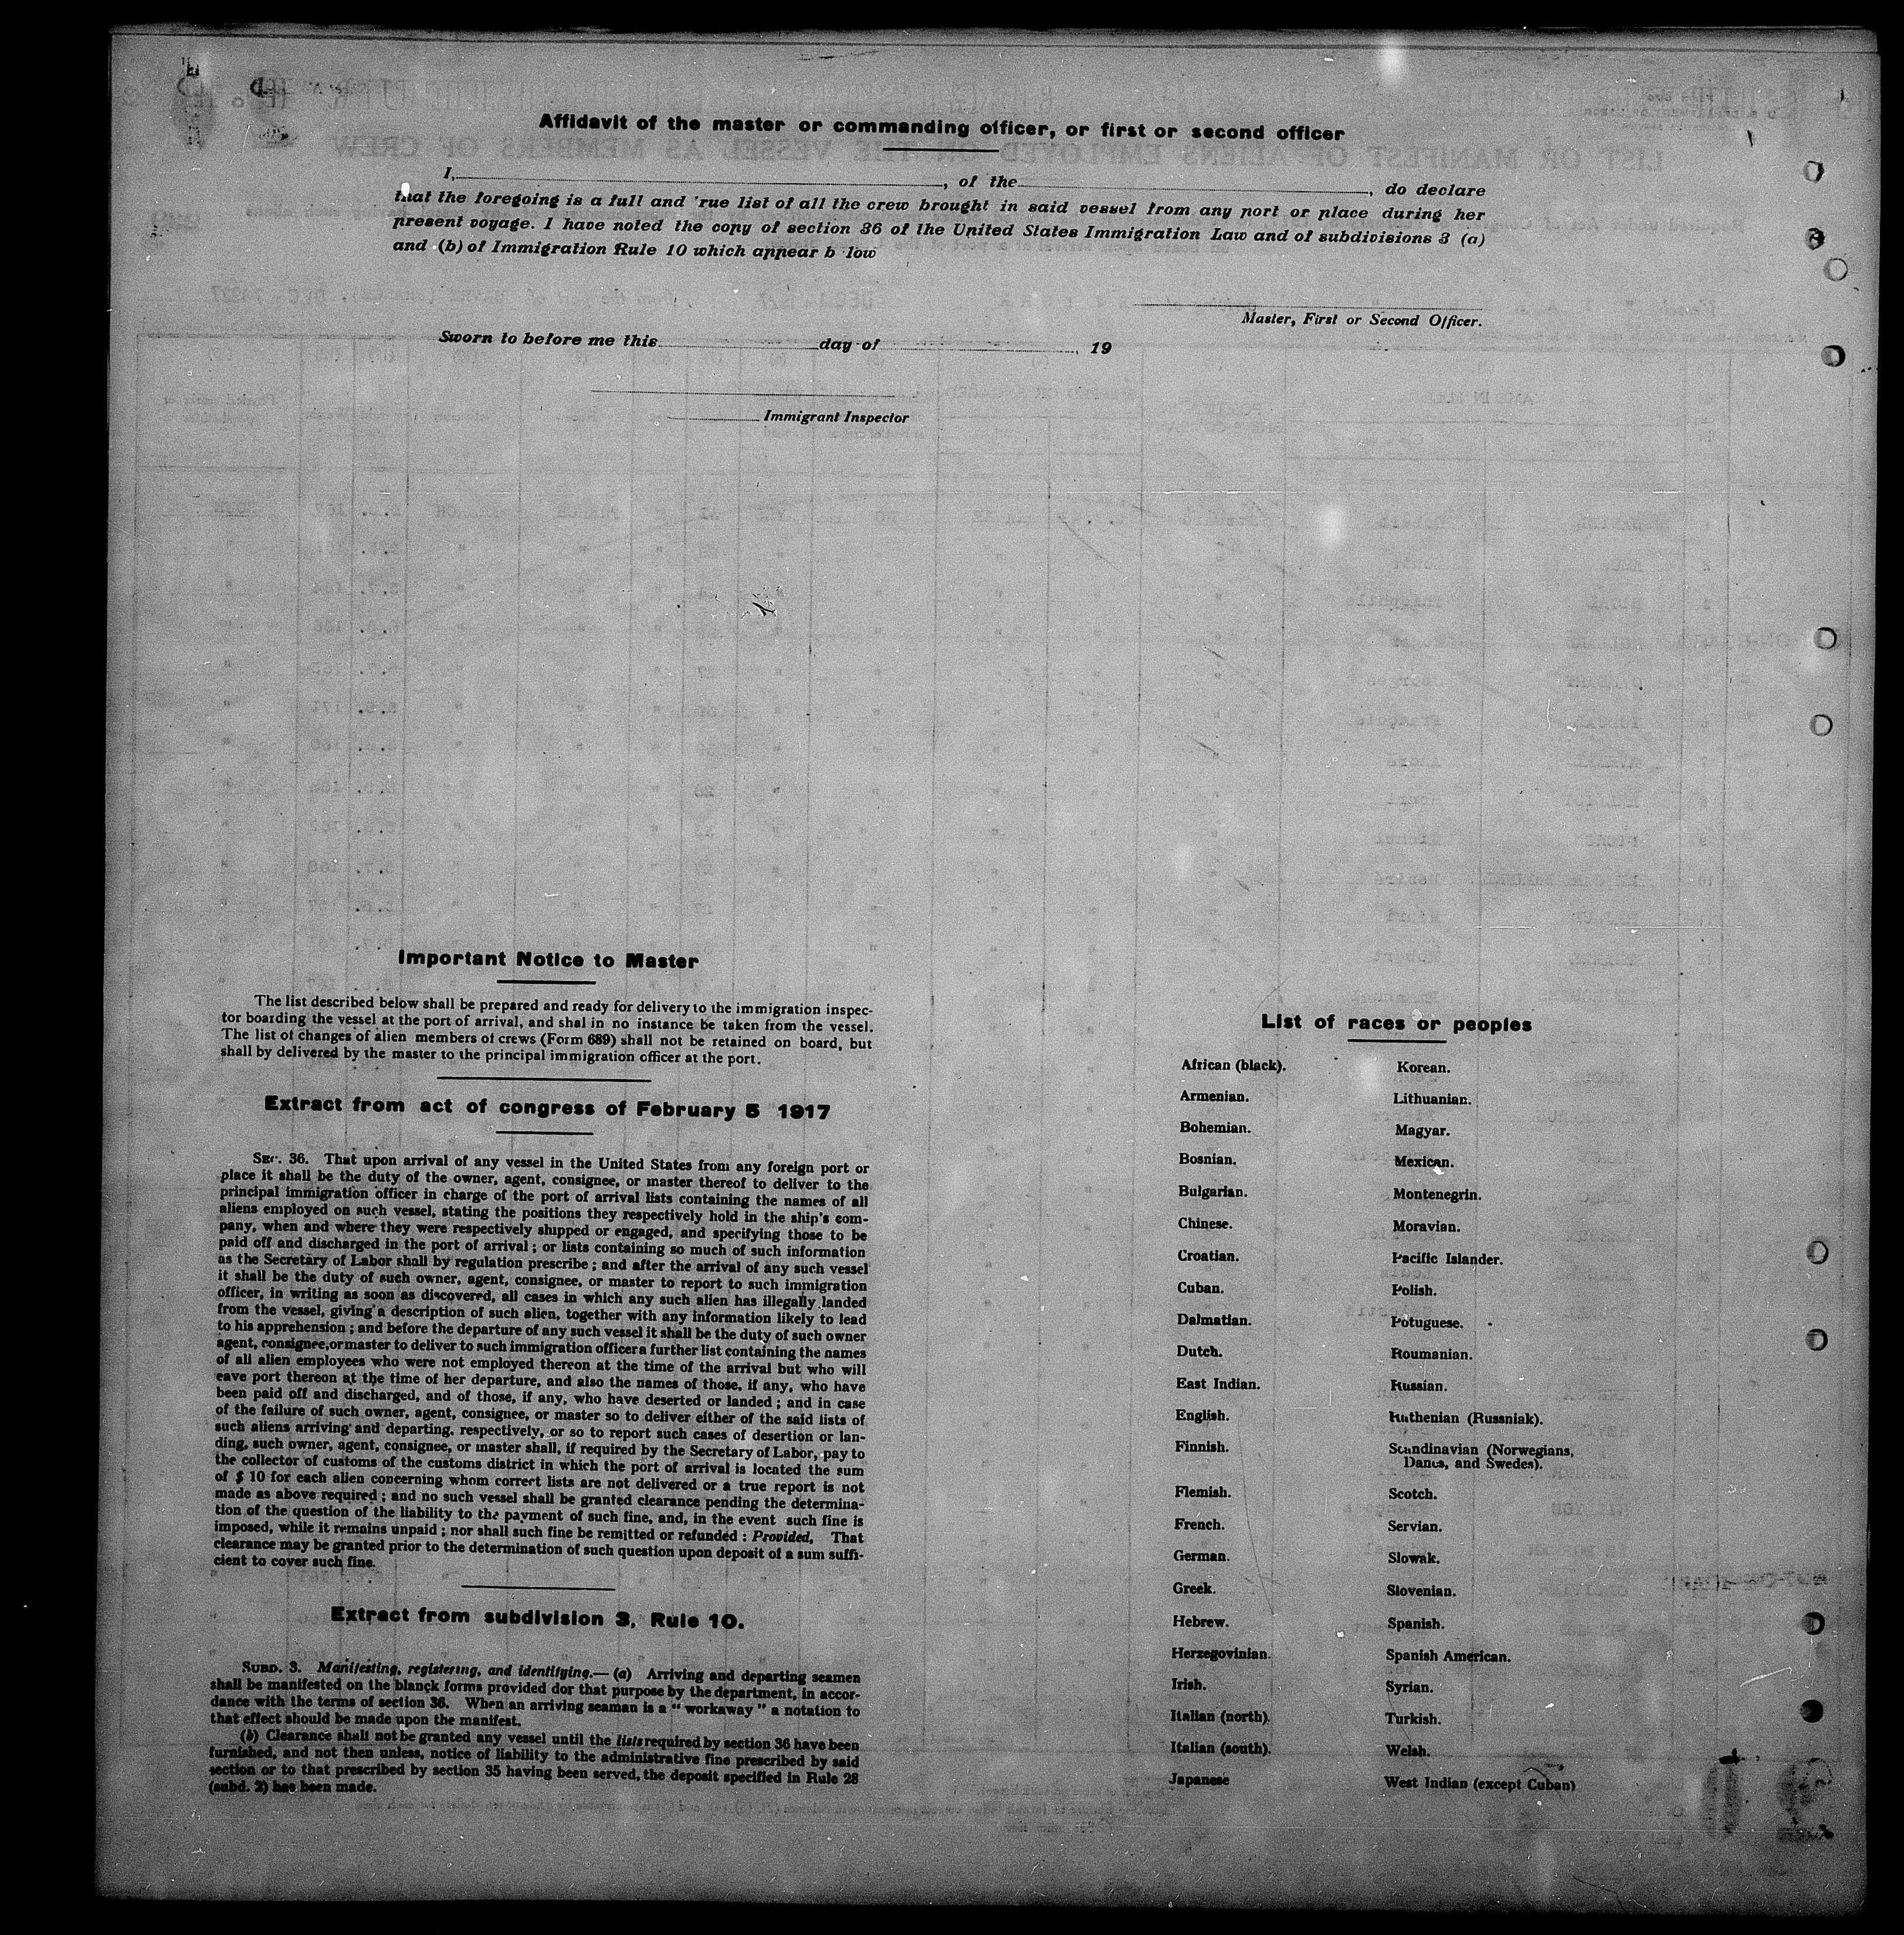 Affidavit of the master or commanding officer, or first or second officer
I, , of the , do declare
that the foregoing is a full and 'rue list of all the crew brought in said vessel from any port or place during her
present voyage. I have noted the copy of section 36 of the United States Immigration Law and of subdivisions 3 (a)
and (b) of Immigration Rule 10 which appear b low
Master, First or Second Officer.
Sworn to before me this day of , 19
Immigrant Inspector
Important Notice to Master
The list described below shall be prepared and ready for delivery to the immigration inspec-
tor boarding the vessel at the port of arrival, and shal in no instance be taken from the vessel.
The list of changes of alien members of crews (Form 689) shall not be retained on board, but
shall by delivered by the master to the principal immigration officer at the port.
Extract from act of congress of February 5 1917
SEC. 36. That upon arrival of any vessel in the United States from any foreign port or
place it shall be the duty of the owner, agent, consignee, or master thereof to deliver to the
principal immigration officer in charge of the port of arrival lists containing the names of all
aliens employed on such vessel, stating the positions they respectively hold in the ship's com-
pany, when and where they were respectively shipped or engaged, and specifying those to be
paid off and discharged in the port of arrival ; or lists containing so much of such information
as the Secretary of Labor shall by regulation prescribe ; and after the arrival of any such vessel
it shall be the duty of such owner, agent, consignee, or master to report to such immigration
officer, in writing as soon as discovered, all cases in which any such alien has illegally landed
from the vessel, giving a description of such alien, together with any information likely to lead
to his apprehension ; and before the departure of any such vessel it shall be the duty of such owner
agent, consignee,or master to deliver to such immigration officer a further list containing the names
of all alien employees who were not employed thereon at the time of the arrival but who will
eave port thereon at the time of her departure, and also the names of those, if any, who have
been paid off and discharged, and of those, if any, who have deserted or landed ; and in case
of the failure of such owner, agent, consignee, or master so to deliver either of the said lists of
such aliens arriving and departing, respectively, or so to report such cases of desertion or lan-
ding, such owner, agent, consignee, or master shall, if required by the Secretary of Labor, pay to
the collector of customs of the customs district in which the port of arrival is located the sum
of $ 10 for each alien concerning whom correct lists are not delivered or a true report is not
made as above required ; and no such vessel shall be granted clearance pending the determina-
tion of the question of the liability to the payment of such fine, and, in the event such fine is
imposed, while it remains unpaid ; nor shall such fine be remitted or refunded : Provided, That
clearance may be granted prior to the determination of such question upon deposit of a sum suffi-
cient to cover such fine.
Extract from subdivision 3, Rule 10.
SUBD. 3. Manifesting, registering, and identifying.— (a) Arriving and departing seamen
shall be manifested on the blanck forms provided dor that purpose by the department, in accor-
dance with the terms of section 36. When an arriving seaman is a “ workaway ” a notation to
that effect should be made upon the manifest.
(b) Clearance shall not be granted any vessel until the lists required by section 36 have been
furnished, and not then unless, notice of liability to the administrative fine prescribed by said
section or to that prescribed by section 35 having been served, the deposit specified in Rule 28
(subd. 2) has been made.
List of races or peoples
African (black).
Armenian.
Bohemian.
Bosnian.
Bulgarian.
Chinese.
Croatian.
Cuban.
Dalmatian.
Dutch.
East Indian.
English.
Finnish.
Flemish.
French.
German.
Greek.
Hebrew.
Herzegovinian.
Irish.
Italian (north).
Italian (south).
Japanese
Korean.
Lithuanian.
Magyar.
Mexican.
Montenegrin.
Moravian.
Pacific Islander.
Polish.
Potuguese.
Roumanian.
Russian.
Ruthenian (Russniak).
Scandinavian (Norwegians,
Danes, and Swedes).
Scotch.
Servian.
Slowak.
Slovenian.
Spanish.
Spanish American.
Syrian.
Turkish.
Welsh.
West Indian (except Cuban)